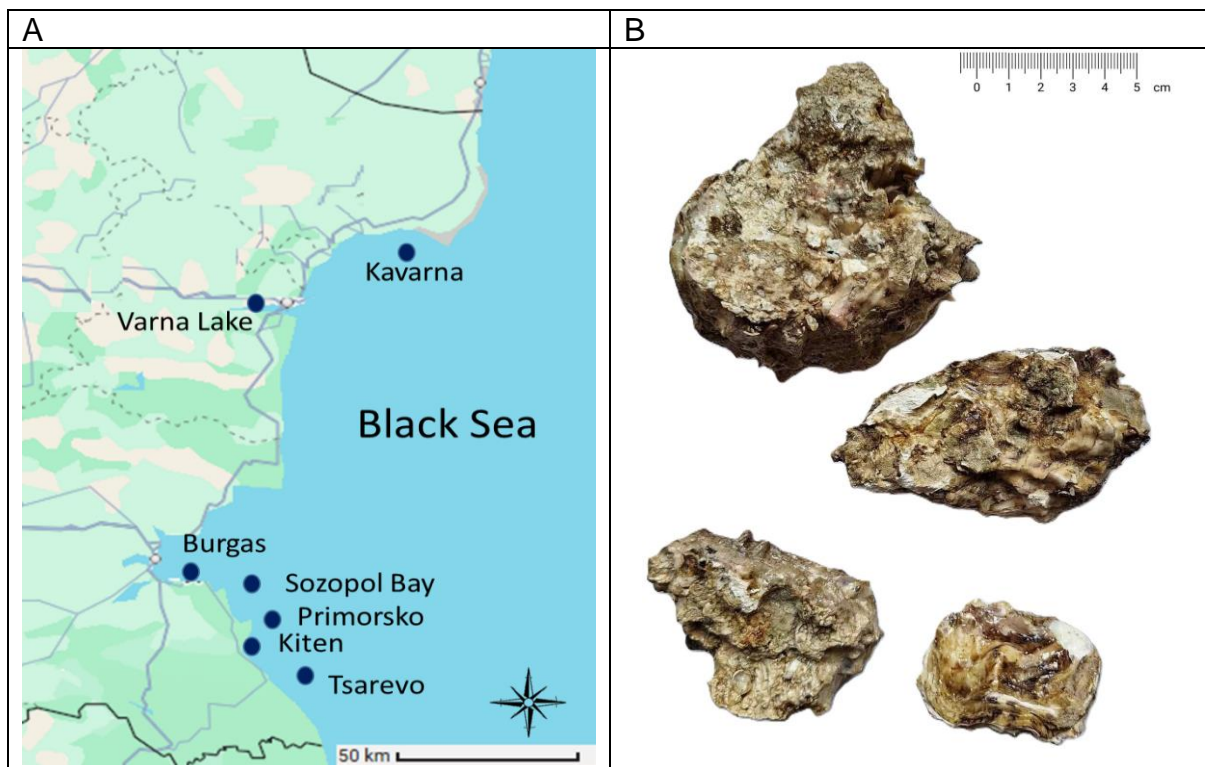 A
B
Kavarna
Varna Lake
Black Sea
Burgas
Sozopol Bay
Primorsko
Kiten
Tsarevo
50 km
0 1 2 3 4 5 cm